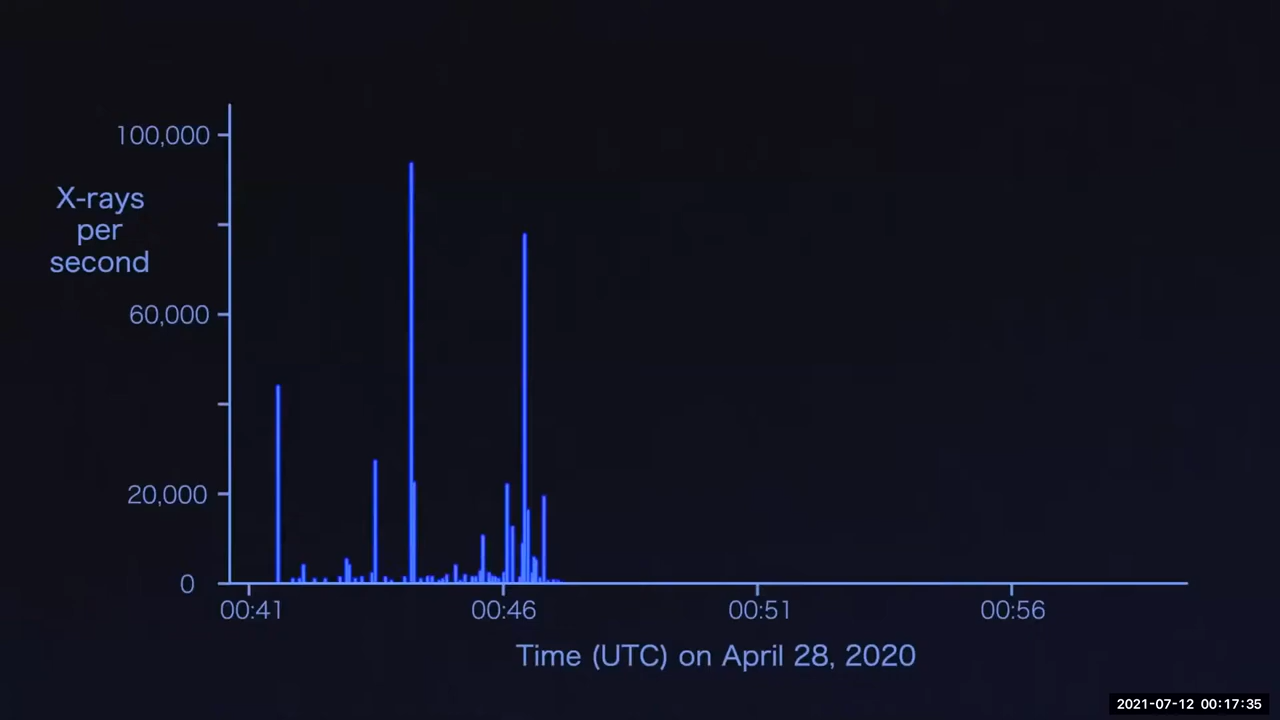 100,000
X-rays
per
second
60,000
20,000
0
00:41 00:46 00:51 00:56
Time (UTC) on April 28, 2020
2021-07-12 00:17:35